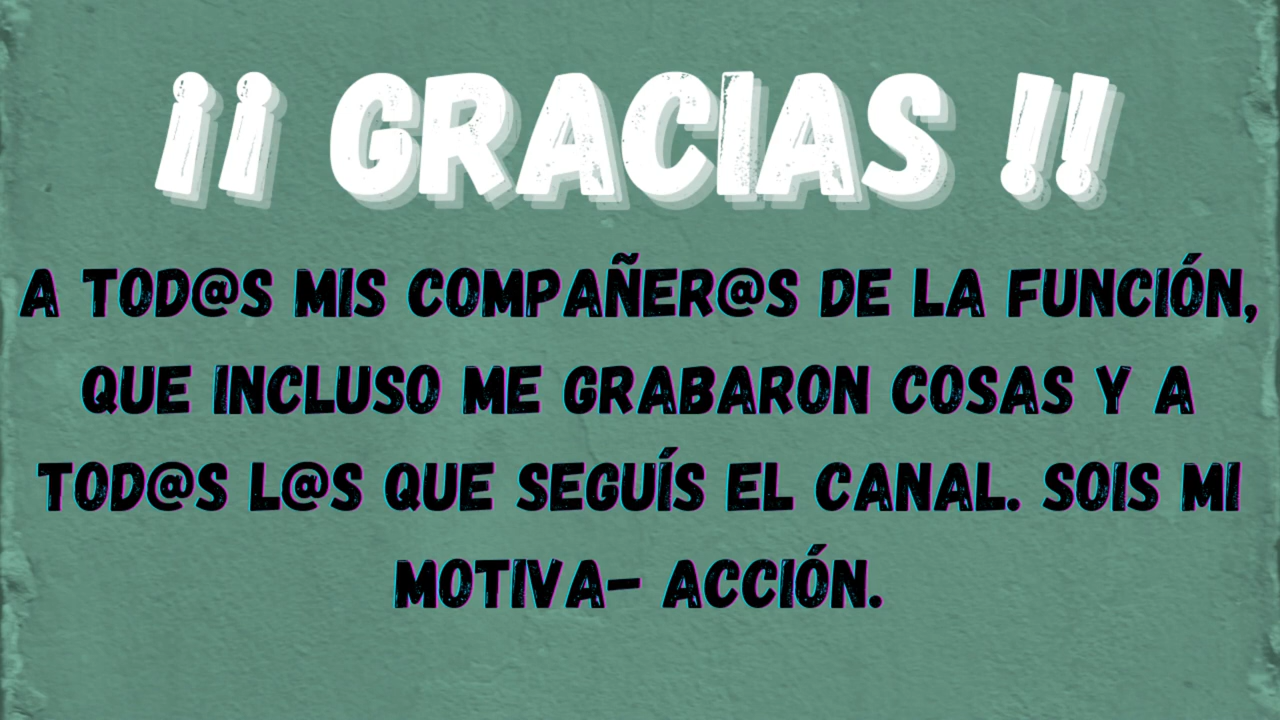 ¡¡ GRACIAS !!
A TOD@S MIS COMPAÑER@S DE LA FUNCIÓN,
QUE INCLUSO ME GRABARON COSAS Y A
TOD@S L@S QUE SEGUÍS EL CANAL. SOIS MI
MOTIVA- ACCIÓN.